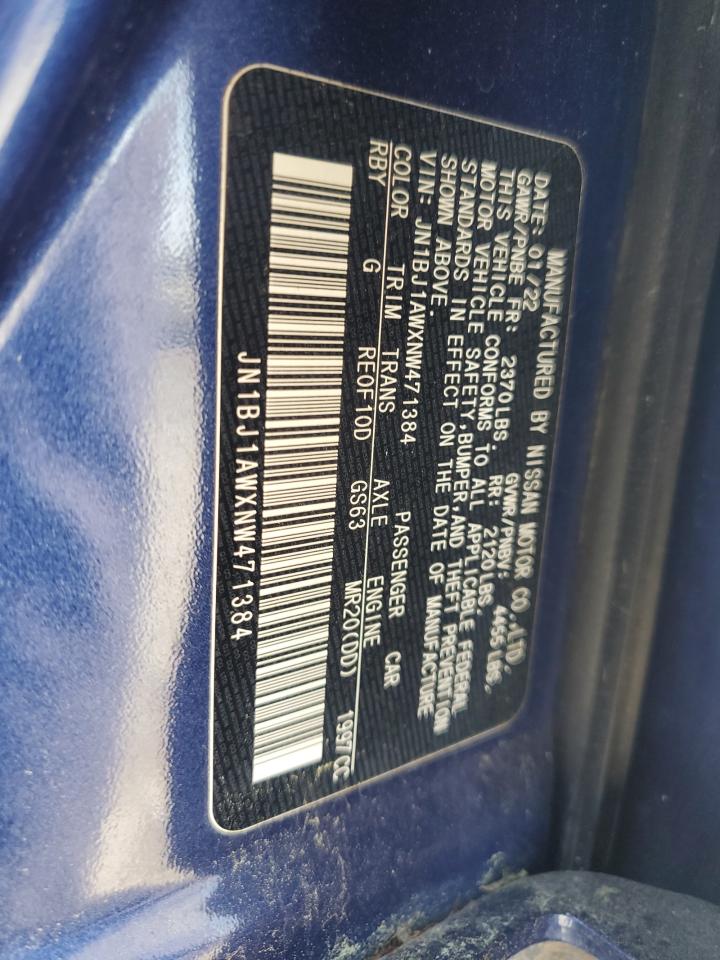 MANUFACTURED BY NISSAN MOTOR CO.,LTD.
DATE: 01/22 GVWR/PNBV: 4455LBS,
GAWR/PNBE FR: 2370LBS. RR: 2120LBS
THIS VEHICLE CONFORMS TO ALL APPLICABLE FEDERAL
MOTOR VEHICLE SAFETY,BUMPER,AND THEFT PREVENTION
STANDARDS IN EFFECT ON THE DATE OF MANUFACTURE
SHOWN ABOVE.
VIN: JN1BJ1AWXNW471384 PASSENGER CAR
COLOR TRIM TRANS AXLE ENGINE
RBY G RE0F10D GS63 MR20(DD) 1997CC
JN1BJ1AWXNW471384